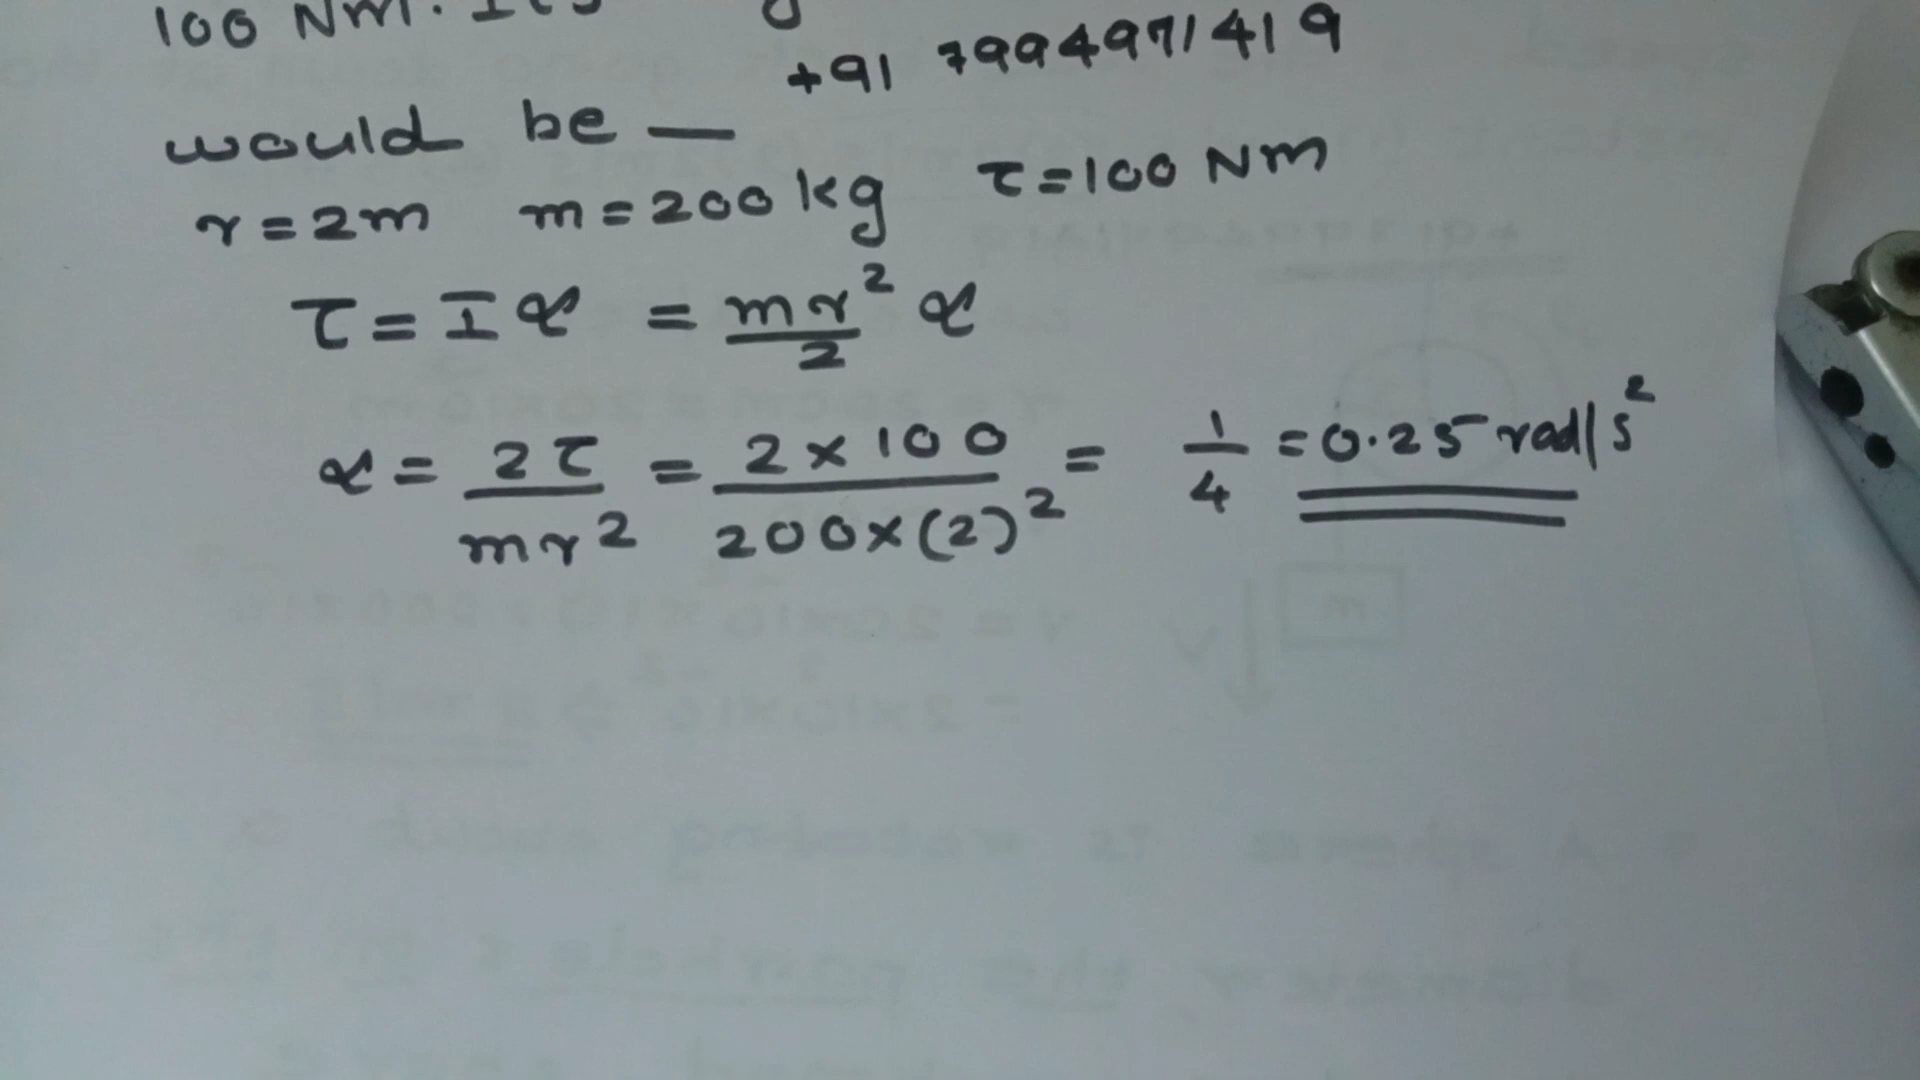 100 Nm.
+91 7994971419
would be —
r = 2m m = 200 kg τ = 100 Nm
τ = I α = mr²/2 α
α = 2τ/mr² = 2 × 100/200×(2)² = 1/4 = 0.25 rad/s²